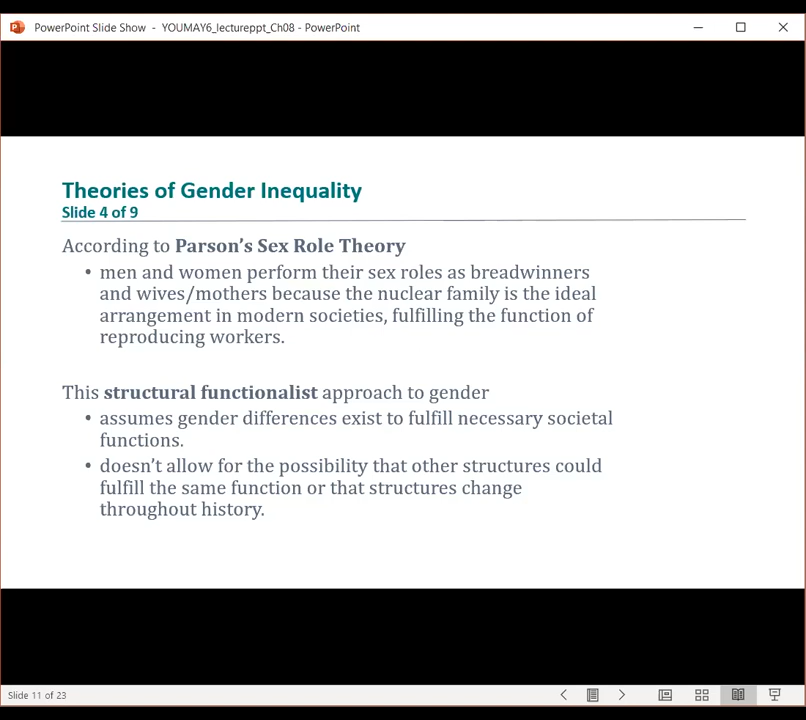 PowerPoint Slide Show - YOUMAY6_lectureppt_Ch08 - PowerPoint
Theories of Gender Inequality
Slide 4 of 9
According to Parson's Sex Role Theory
• men and women perform their sex roles as breadwinners
and wives/mothers because the nuclear family is the ideal
arrangement in modern societies, fulfilling the function of
reproducing workers.
This structural functionalist approach to gender
• assumes gender differences exist to fulfill necessary societal
functions.
• doesn't allow for the possibility that other structures could
fulfill the same function or that structures change
throughout history.
Slide 11 of 23